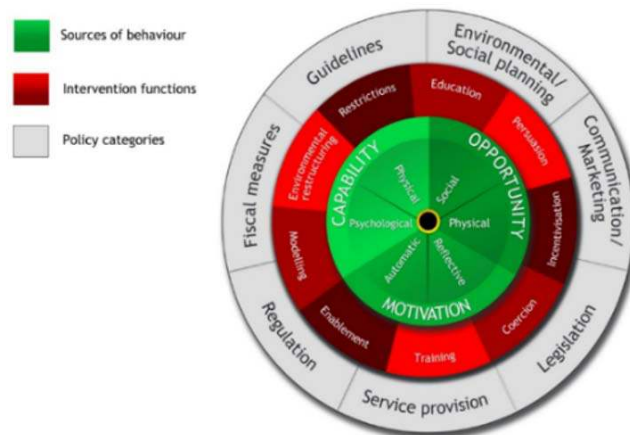 Sources of behaviour
Intervention functions
Policy categories
Guidelines
Environmental/
Social planning
Communication/
Marketing
Legislation
Service provision
Regulation
Fiscal measures
Restrictions
Education
Persuasion
Incentivisation
Coercion
Training
Enablement
Modelling
Environmental
restructuring
CAPABILITY
OPPORTUNITY
MOTIVATION
Physical
Social
Physical
Reflective
Automatic
Psychological